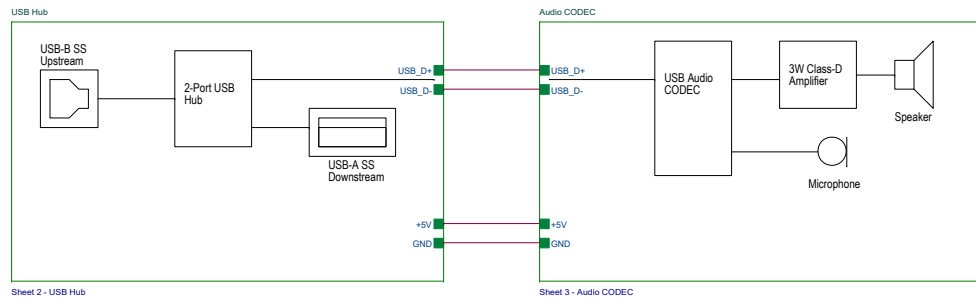 USB Hub
Audio CODEC
USB-B SS
Upstream
2-Port USB
Hub
USB-A SS
Downstream
USB_D+
USB_D-
+5V
GND
USB_D+
USB_D-
+5V
GND
USB Audio
CODEC
3W Class-D
Amplifier
Speaker
Microphone
Sheet 2 - USB Hub
Sheet 3 - Audio CODEC